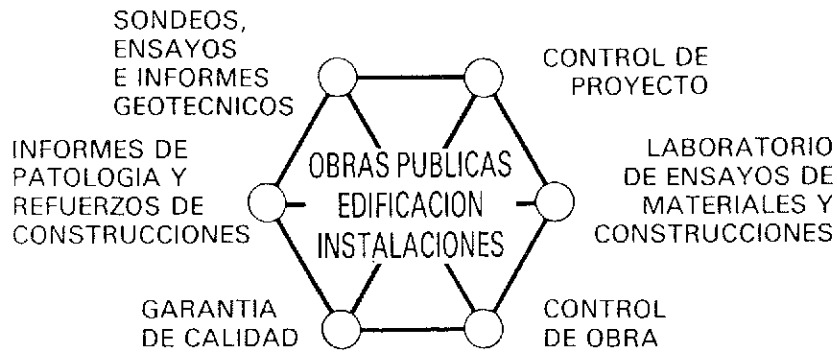 SONDEOS,
ENSAYOS
E INFORMES
GEOTECNICOS
CONTROL DE
PROYECTO
INFORMES DE
PATOLOGIA Y
REFUERZOS DE
CONSTRUCCIONES
OBRAS PUBLICAS
EDIFICACION
INSTALACIONES
LABORATORIO
DE ENSAYOS DE
MATERIALES Y
CONSTRUCCIONES
GARANTIA
DE CALIDAD
CONTROL
DE OBRA